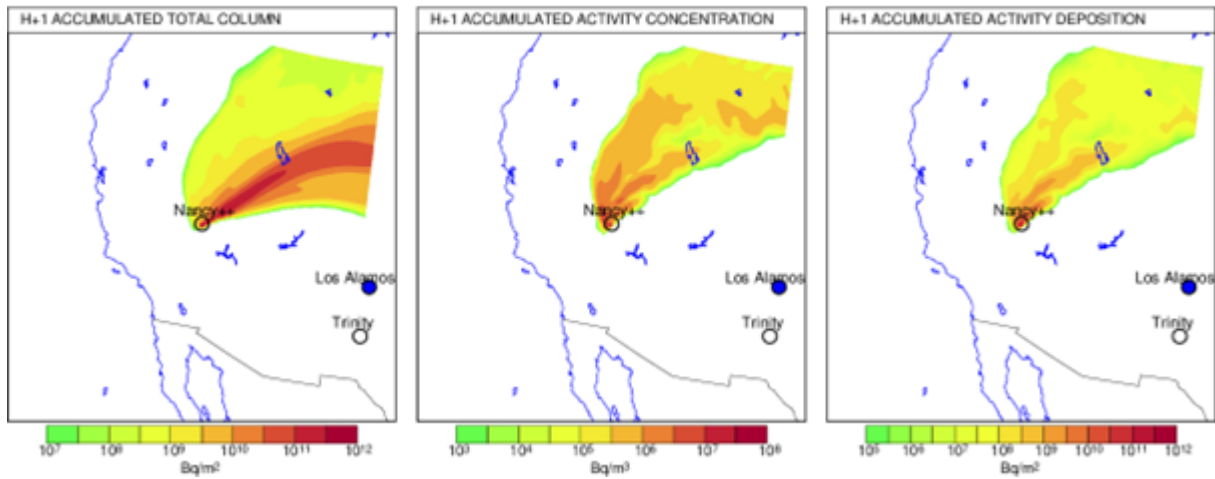 H+1 ACCUMULATED TOTAL COLUMN
Nancy++
Los Alamos
Trinity
10⁷ 10⁸ 10⁹ 10¹⁰ 10¹¹ 10¹²
Bq/m²
H+1 ACCUMULATED ACTIVITY CONCENTRATION
Nancy++
Los Alamos
Trinity
10³ 10⁴ 10⁵ 10⁶ 10⁷ 10⁸
Bq/m³
H+1 ACCUMULATED ACTIVITY DEPOSITION
Nancy++
Los Alamos
Trinity
10⁵ 10⁶ 10⁷ 10⁸ 10⁹ 10¹⁰ 10¹¹ 10¹²
Bq/m²